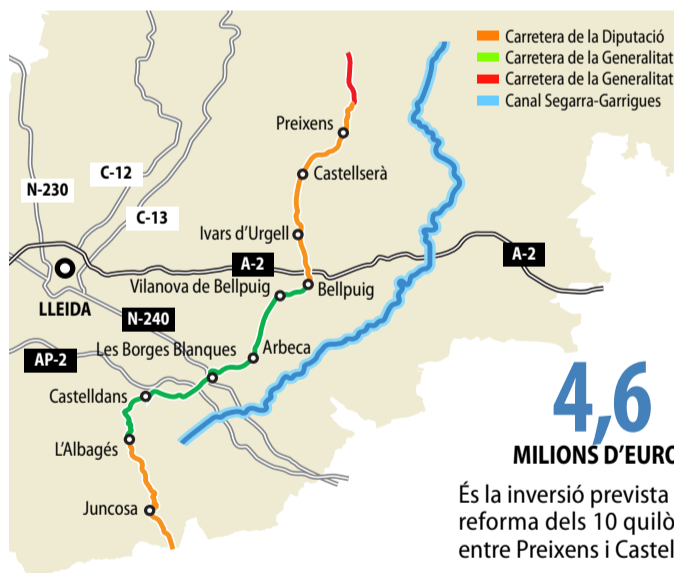 Carretera de la Diputació
Carretera de la Generalitat
Carretera de la Generalitat
Canal Segarra-Garrigues
Preixens
Castellserà
C-12
N-230
C-13
Ivars d'Urgell
A-2
A-2
Vilanova de Bellpuig
Bellpuig
LLEIDA
N-240
Les Borges Blanques
Arbeca
AP-2
Castelldans
L'Albagés
Juncosa
4,6
MILIONS D'EURO
És la inversió prevista
reforma dels 10 quilò
entre Preixens i Castel